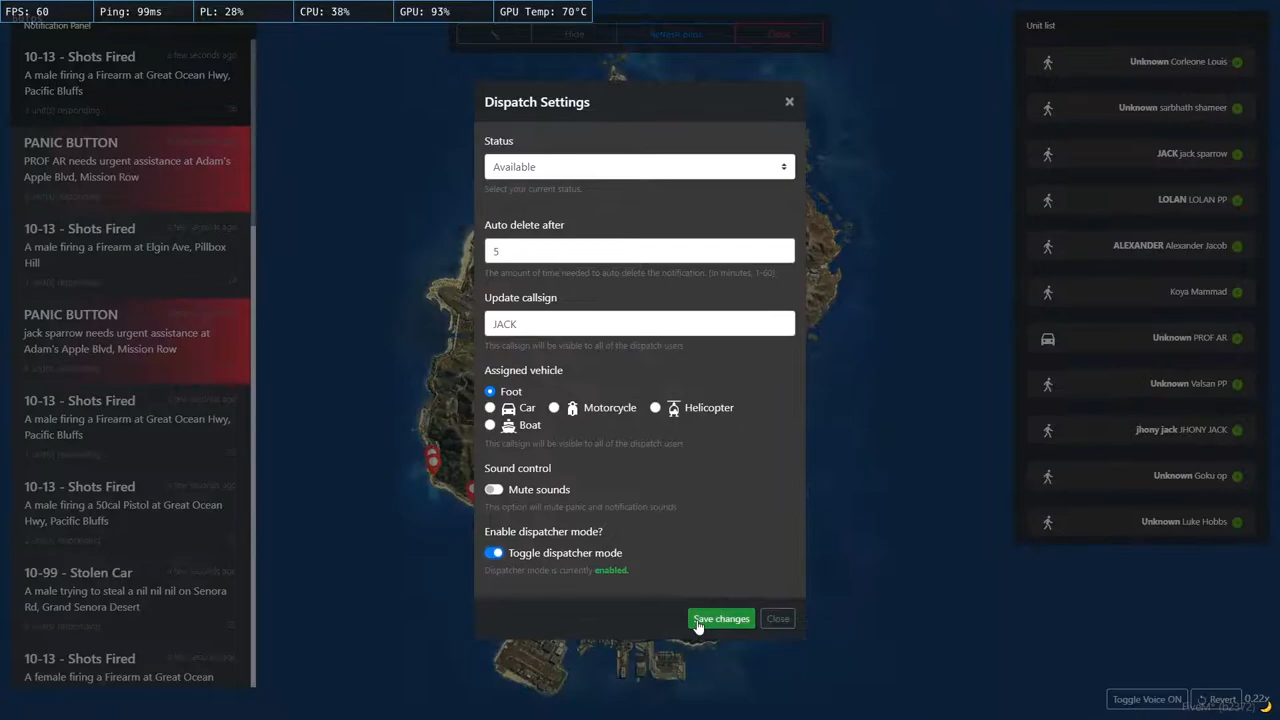 FPS: 60 Ping: 99ms PL: 28% CPU: 38% GPU: 93% GPU Temp: 70°C
Notification Panel
10-13 - Shots Fired a few seconds ago
A male firing a Firearm at Great Ocean Hwy,
Pacific Bluffs
PANIC BUTTON
PROF AR needs urgent assistance at Adam's
Apple Blvd, Mission Row
10-13 - Shots Fired
A male firing a Firearm at Elgin Ave, Pillbox
Hill
PANIC BUTTON
jack sparrow needs urgent assistance at
Adam's Apple Blvd, Mission Row
10-13 - Shots Fired
A male firing a Firearm at Great Ocean Hwy,
Pacific Bluffs
10-13 - Shots Fired
A male firing a 50cal Pistol at Great Ocean
Hwy, Pacific Bluffs
10-99 - Stolen Car
A male trying to steal a nil nil nil on Senora
Rd, Grand Senora Desert
10-13 - Shots Fired
A female firing a Firearm at Great Ocean
Hide Refresh blips Close
Dispatch Settings ×
Status
Available
Select your current status.
Auto delete after
5
The amount of time needed to auto delete the notification. (in minutes, 1-60)
Update callsign
JACK
This callsign will be visible to all of the dispatch users
Assigned vehicle
Foot
Car Motorcycle Helicopter
Boat
This callsign will be visible to all of the dispatch users
Sound control
Mute sounds
This option will mute panic and notification sounds
Enable dispatcher mode?
Toggle dispatcher mode
Dispatcher mode is currently enabled.
Save changes Close
Unit list
Unknown Corleone Louis
Unknown sarbhath shameer
JACK jack sparrow
LOLAN LOLAN PP
ALEXANDER Alexander Jacob
Koya Mammad
Unknown PROF AR
Unknown Valsan PP
jhony jack JHONY JACK
Unknown Goku op
Unknown Luke Hobbs
Toggle Voice ON Revert 0.22x
FiveM* (b2372)